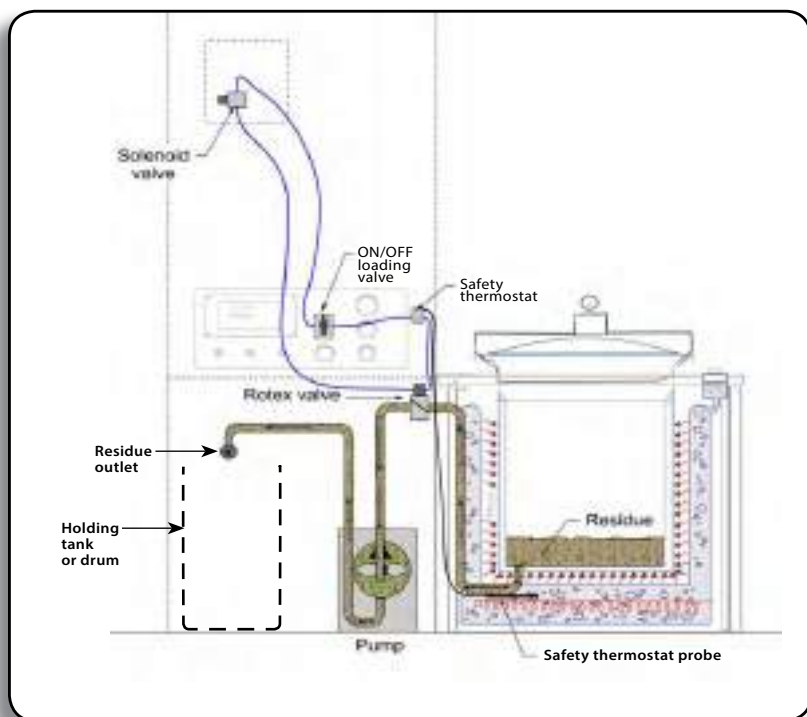 Solenoid
valve
ON/OFF
loading
valve
Safety
thermostat
Rotex valve
Residue
outlet
Residue
Holding
tank
or drum
Pump
Safety thermostat probe